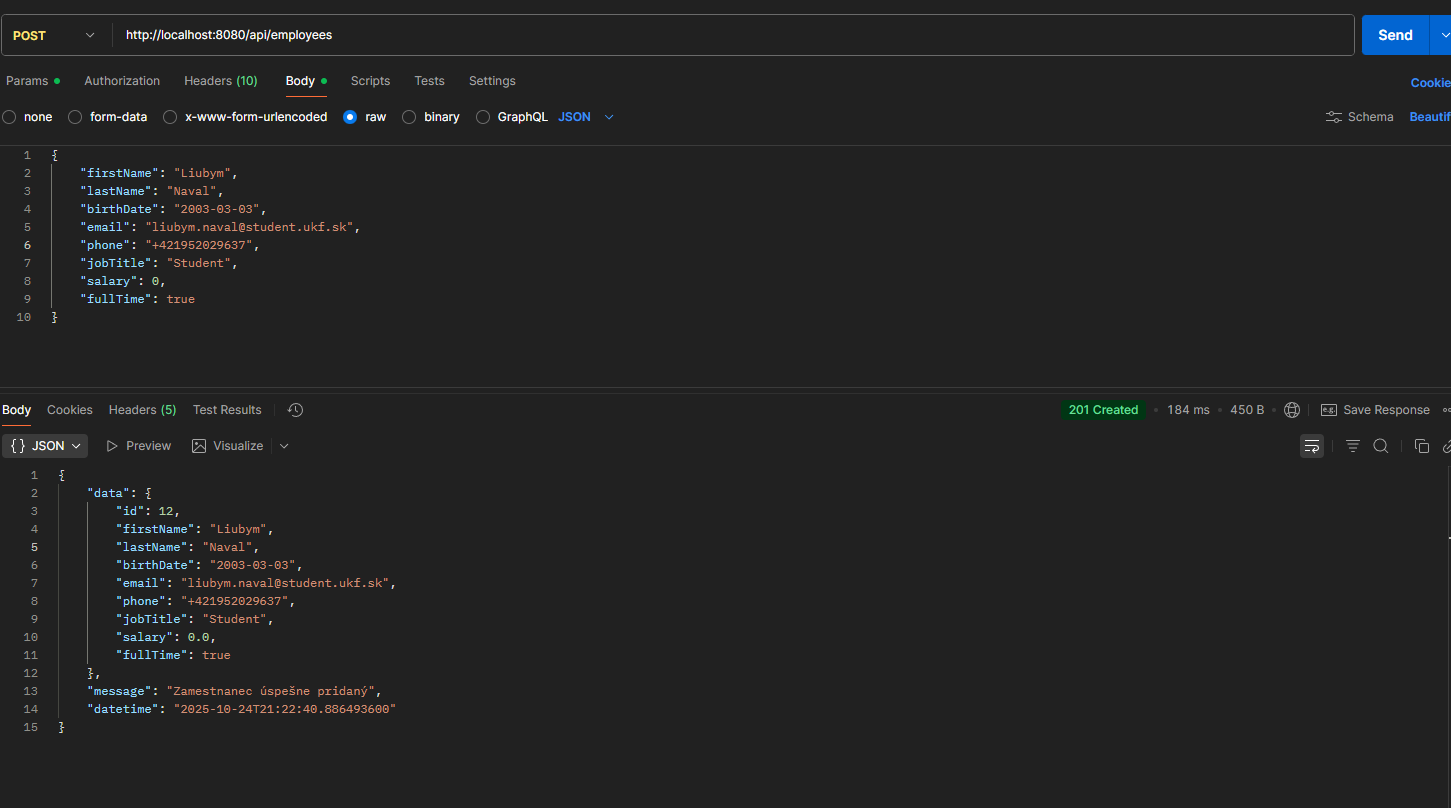 POST http://localhost:8080/api/employees Send
Params Authorization Headers (10) Body Scripts Tests Settings Cookie
none form-data x-www-form-urlencoded raw binary GraphQL JSON Schema Beautif
1 {
2 "firstName": "Liubym",
3 "lastName": "Naval",
4 "birthDate": "2003-03-03",
5 "email": "liubym.naval@student.ukf.sk",
6 "phone": "+421952029637",
7 "jobTitle": "Student",
8 "salary": 0,
9 "fullTime": true
10 }
Body Cookies Headers (5) Test Results 201 Created • 184 ms • 450 B • e.g. Save Response
{} JSON Preview Visualize
1 {
2 "data": {
3 "id": 12,
4 "firstName": "Liubym",
5 "lastName": "Naval",
6 "birthDate": "2003-03-03",
7 "email": "liubym.naval@student.ukf.sk",
8 "phone": "+421952029637",
9 "jobTitle": "Student",
10 "salary": 0.0,
11 "fullTime": true
12 },
13 "message": "Zamestnanec úspešne pridaný",
14 "datetime": "2025-10-24T21:22:40.886493600"
15 }